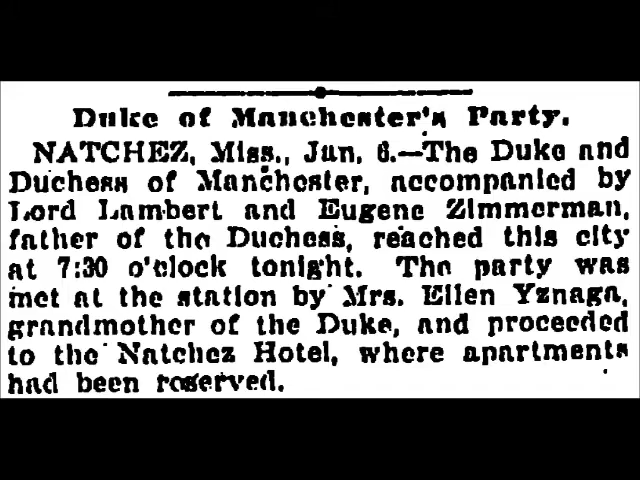 Duke of Manchester's Party.
NATCHEZ, Miss., Jan. 6.—The Duke and
Duchess of Manchester, accompanied by
Lord Lambert and Eugene Zimmerman,
father of the Duchess, reached this city
at 7:30 o'clock tonight. The party was
met at the station by Mrs. Ellen Yznaga,
grandmother of the Duke, and proceeded
to the Natchez Hotel, where apartments
had been reserved.